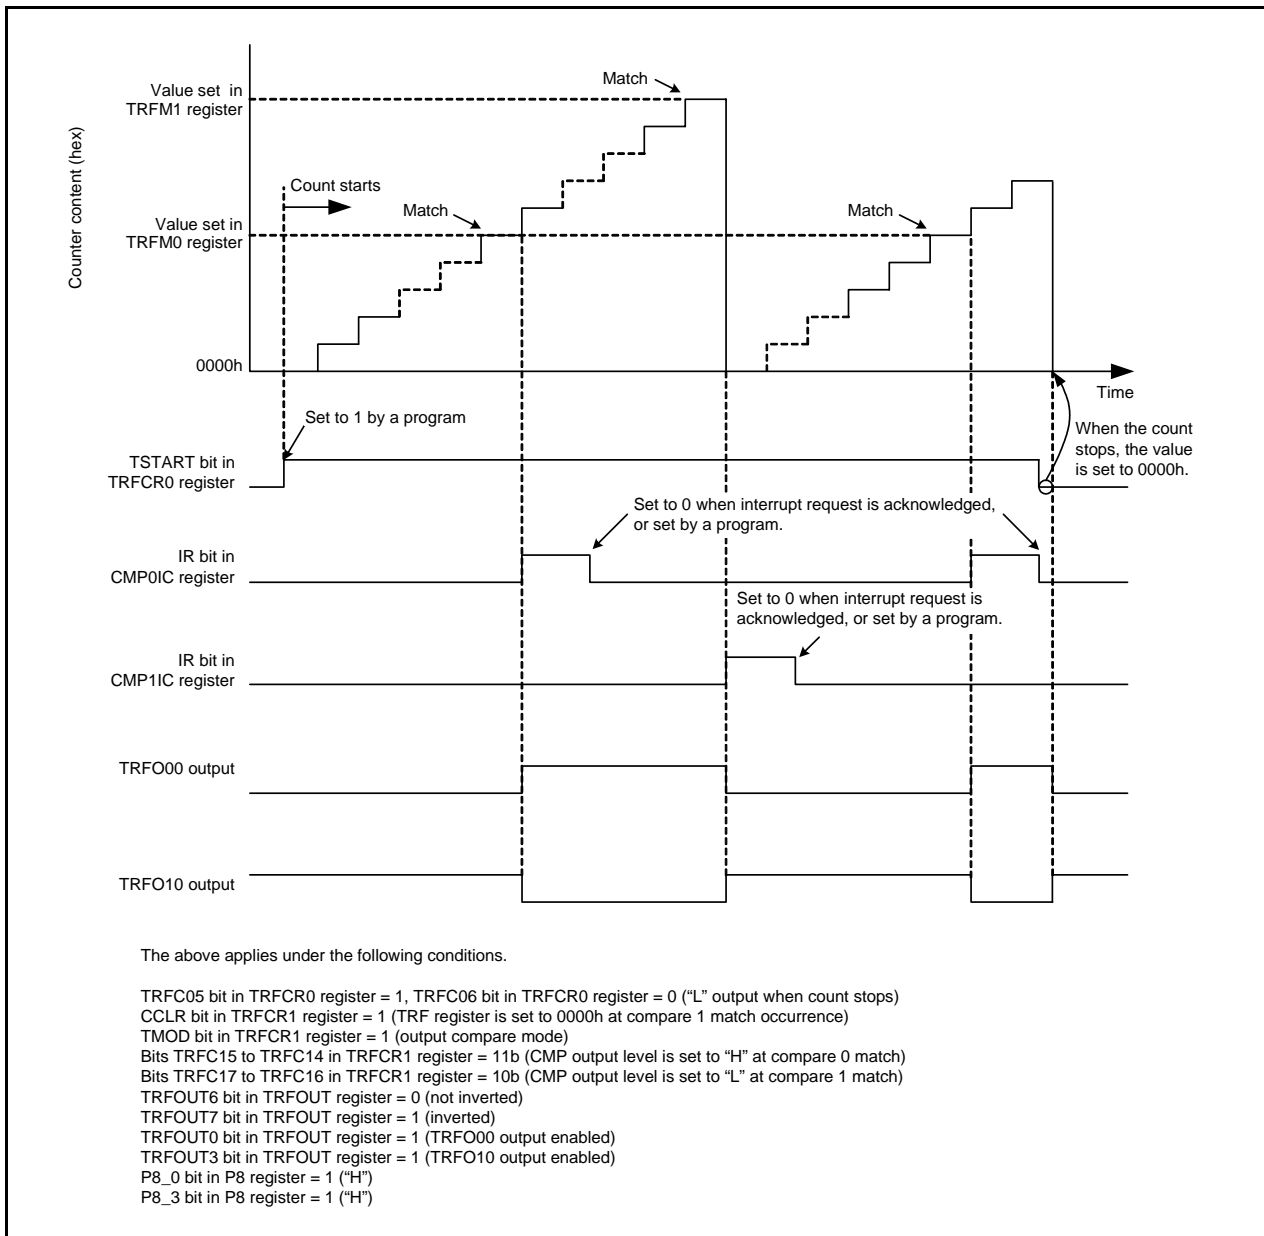 Counter content (hex)
Value set in
TRFM1 register
Match
Count starts
Value set in
TRFM0 register
Match
Match
0000h
Time
Set to 1 by a program
When the count
stops, the value
is set to 0000h.
TSTART bit in
TRFCR0 register
Set to 0 when interrupt request is acknowledged,
or set by a program.
IR bit in
CMP0IC register
Set to 0 when interrupt request is
acknowledged, or set by a program.
IR bit in
CMP1IC register
TRFO00 output
TRFO10 output
The above applies under the following conditions.
TRFC05 bit in TRFCR0 register = 1, TRFC06 bit in TRFCR0 register = 0 (“L” output when count stops)
CCLR bit in TRFCR1 register = 1 (TRF register is set to 0000h at compare 1 match occurrence)
TMOD bit in TRFCR1 register = 1 (output compare mode)
Bits TRFC15 to TRFC14 in TRFCR1 register = 11b (CMP output level is set to “H” at compare 0 match)
Bits TRFC17 to TRFC16 in TRFCR1 register = 10b (CMP output level is set to “L” at compare 1 match)
TRFOUT6 bit in TRFOUT register = 0 (not inverted)
TRFOUT7 bit in TRFOUT register = 1 (inverted)
TRFOUT0 bit in TRFOUT register = 1 (TRFO00 output enabled)
TRFOUT3 bit in TRFOUT register = 1 (TRFO10 output enabled)
P8_0 bit in P8 register = 1 (“H”)
P8_3 bit in P8 register = 1 (“H”)